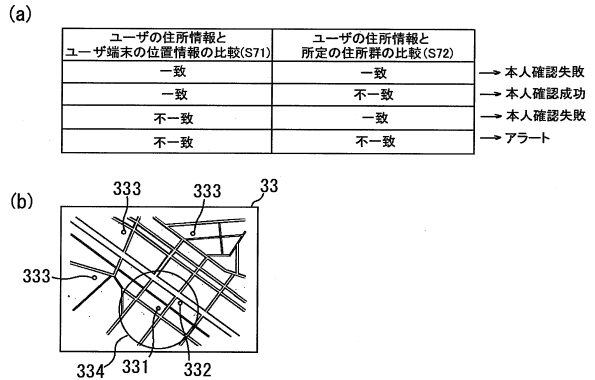 (a)
ユーザの住所情報と
ユーザ端末の位置情報の比較(S71)
ユーザの住所情報と
所定の住所群の比較(S72)
一致 一致 →本人確認失敗
一致 不一致 →本人確認成功
不一致 一致 →本人確認失敗
不一致 不一致 →アラート
(b)
333 333 33
333
334 331 332